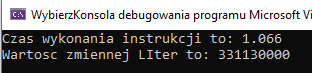 WybierzKonsola debugowania programu Microsoft Vi
Czas wykonania instrukcji to: 1.066
Wartosc zmiennej LIter to: 331130000